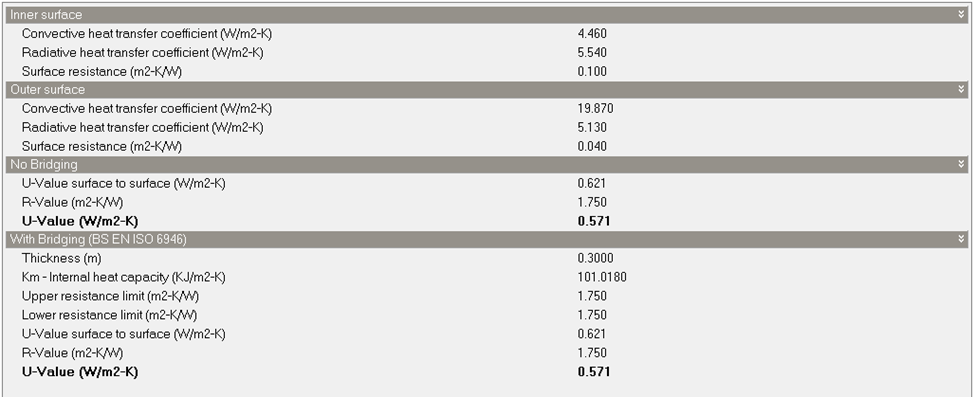 Inner surface
Convective heat transfer coefficient (W/m2-K) 4.460
Radiative heat transfer coefficient (W/m2-K) 5.540
Surface resistance (m2-K/W) 0.100
Outer surface
Convective heat transfer coefficient (W/m2-K) 19.870
Radiative heat transfer coefficient (W/m2-K) 5.130
Surface resistance (m2-K/W) 0.040
No Bridging
U-Value surface to surface (W/m2-K) 0.621
R-Value (m2-K/W) 1.750
U-Value (W/m2-K) 0.571
With Bridging (BS EN ISO 6946)
Thickness (m) 0.3000
Km - Internal heat capacity (KJ/m2-K) 101.0180
Upper resistance limit (m2-K/W) 1.750
Lower resistance limit (m2-K/W) 1.750
U-Value surface to surface (W/m2-K) 0.621
R-Value (m2-K/W) 1.750
U-Value (W/m2-K) 0.571